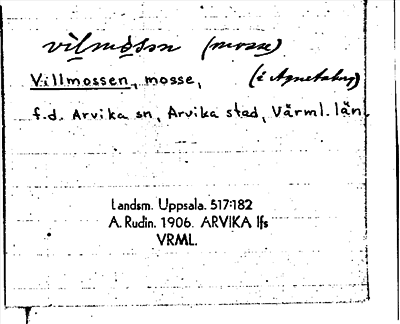 vilmòsn (mosse)
Villmossen, mosse, (i Agnetaberg)
f.d. Arvika sn, Arvika stad, Värml. län.
Landsm. Uppsala. 517:182
A. Rudin. 1906. ARVIKA lfs
VRML.